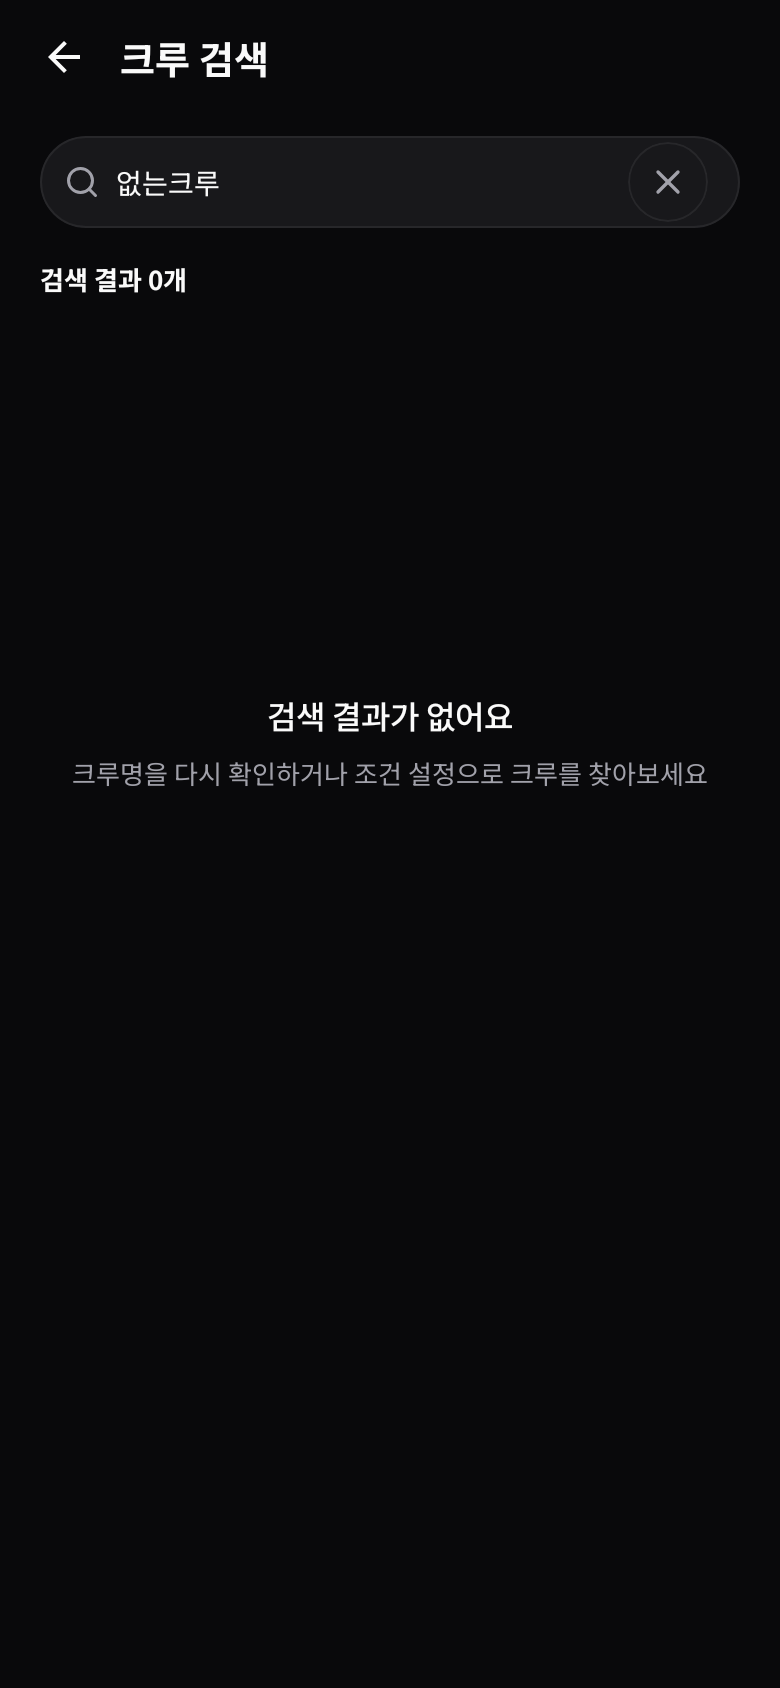 크루 검색
없는크루
검색 결과 0개
검색 결과가 없어요
크루명을 다시 확인하거나 조건 설정으로 크루를 찾아보세요